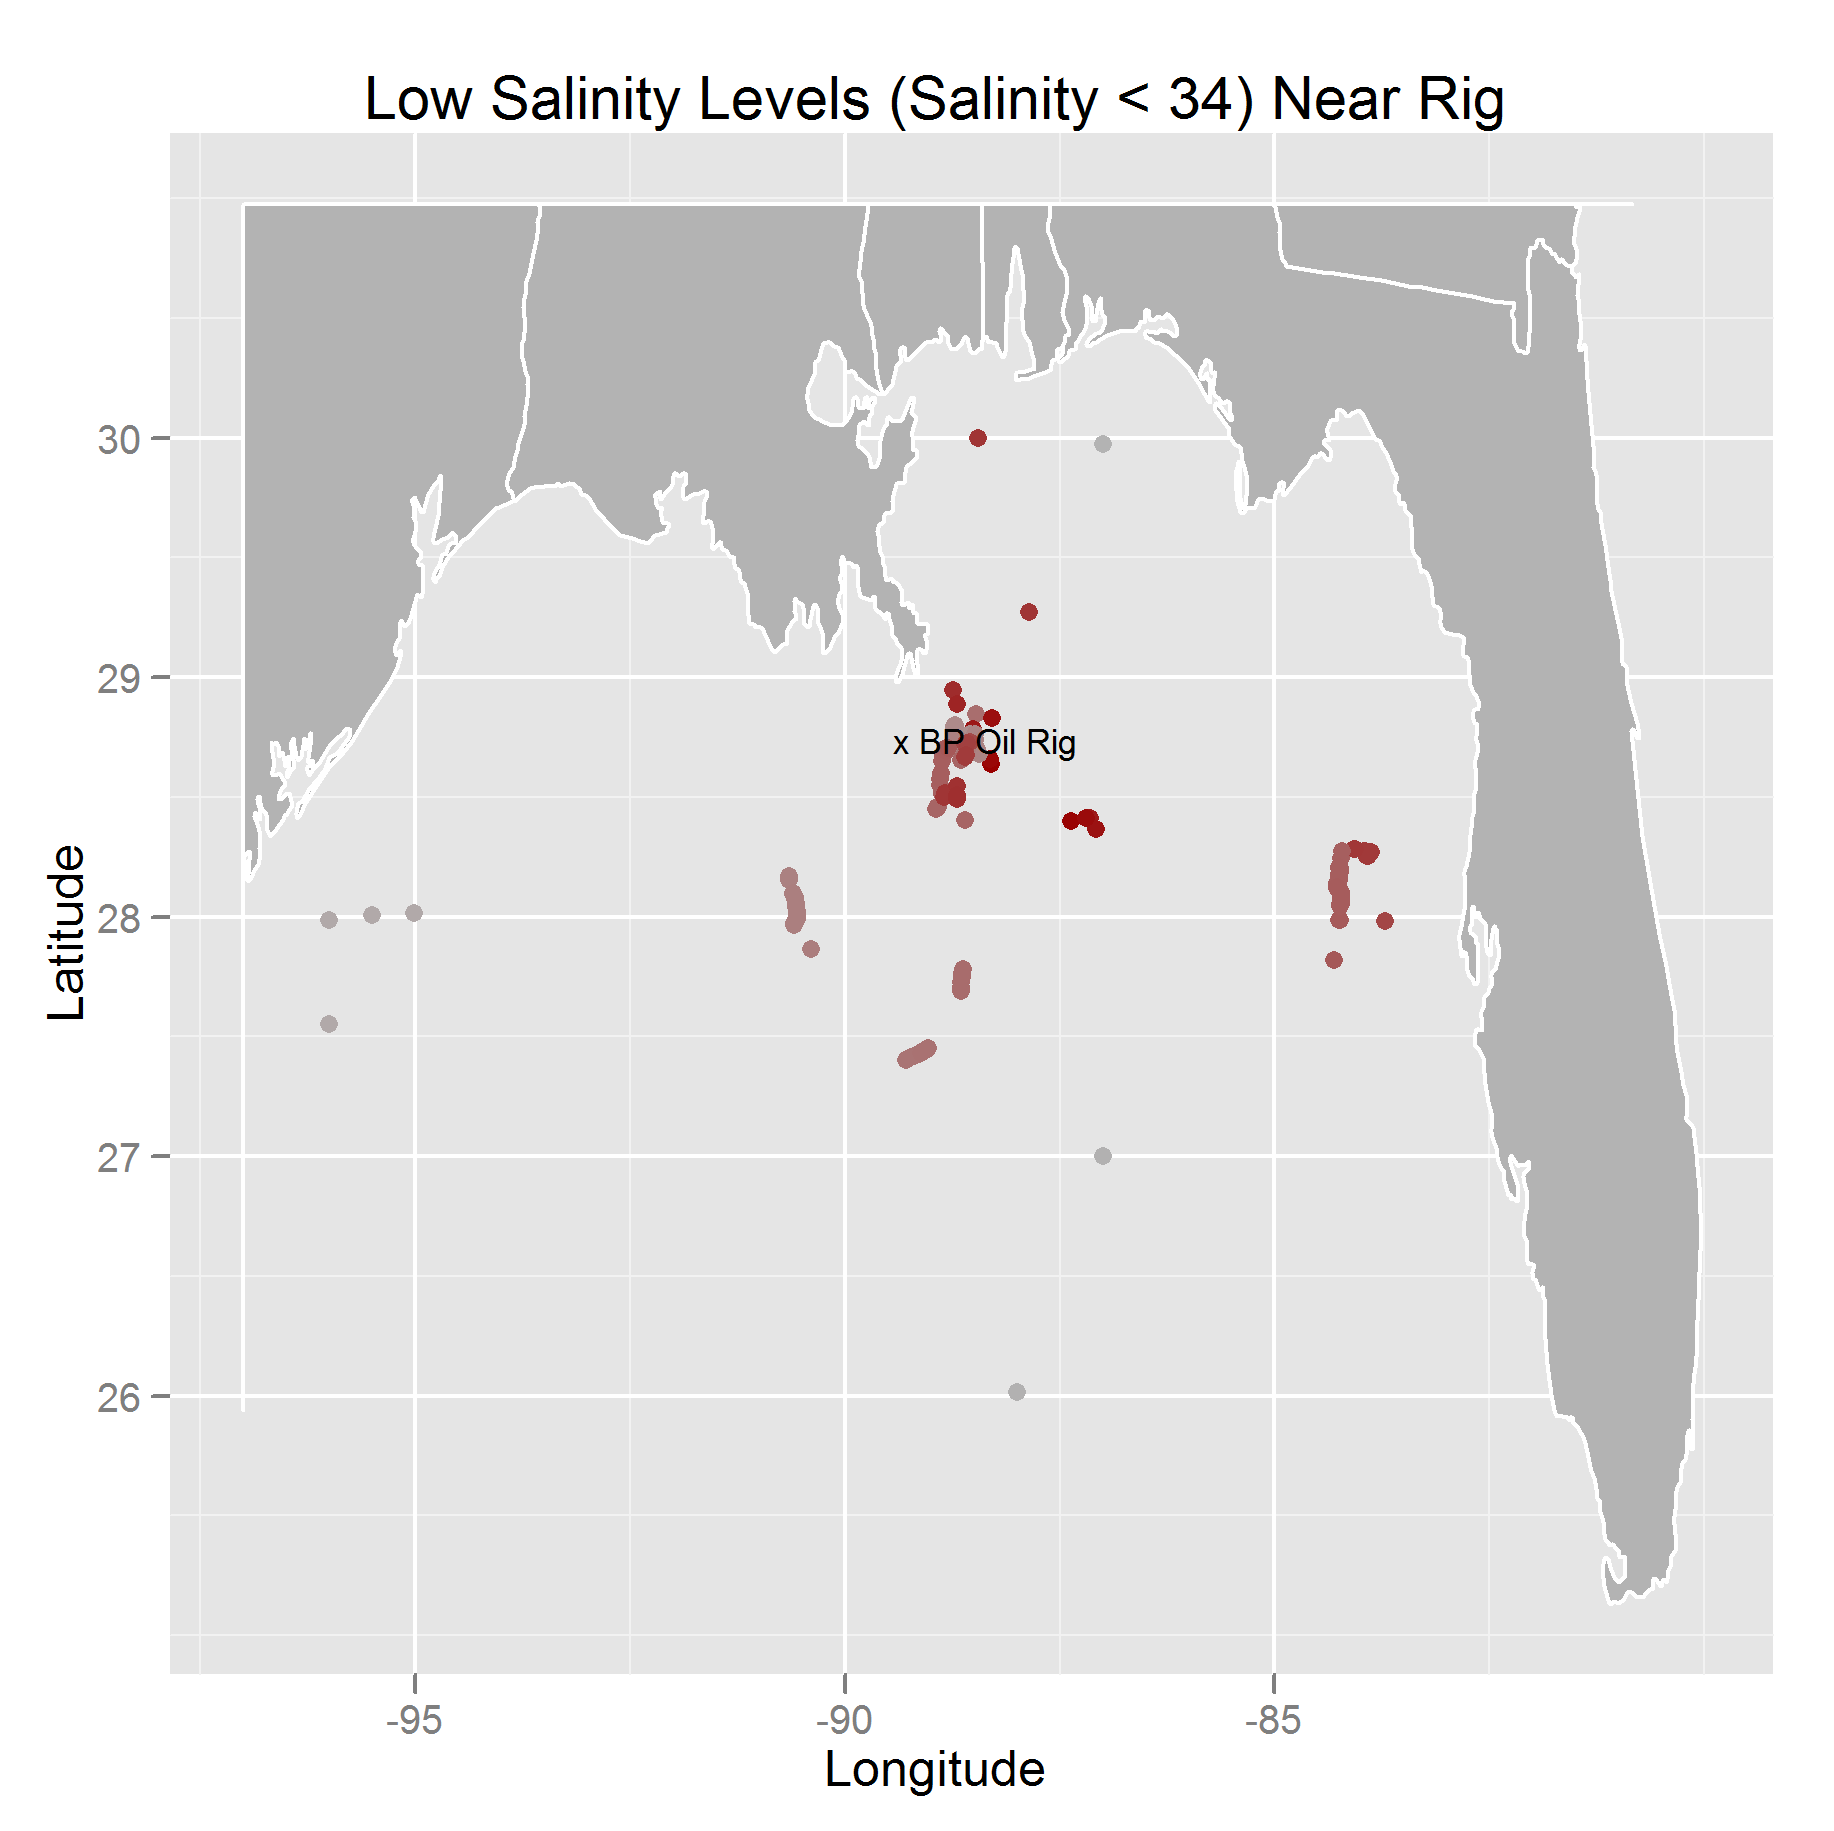 Low Salinity Levels (Salinity < 34) Near Rig
30
29
x BP Oil Rig
28
27
26
Latitude
-95 -90 -85
Longitude